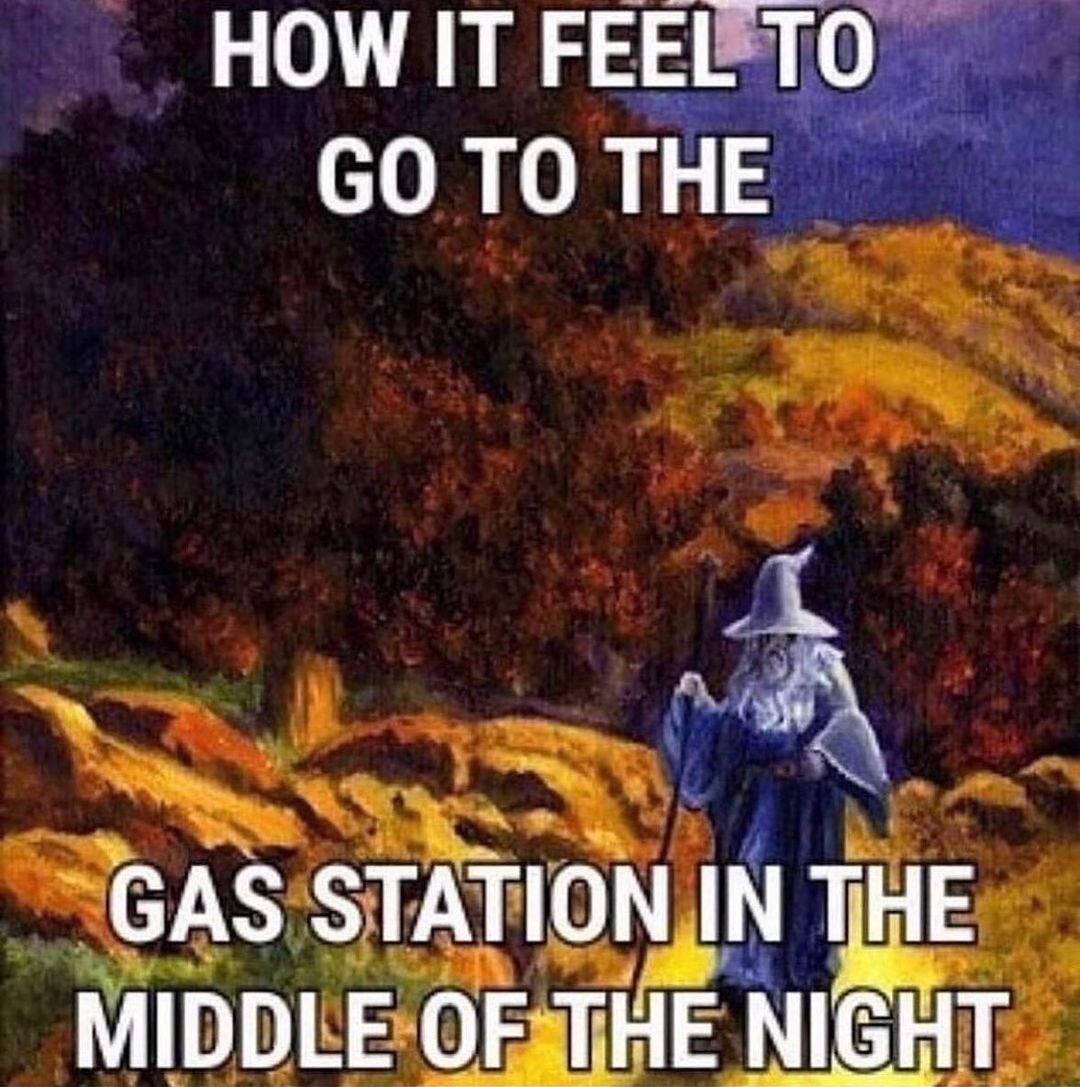 HOW IT FEEL TO
GO TO THE
GAS STATION IN THE
MIDDLE OF THE NIGHT